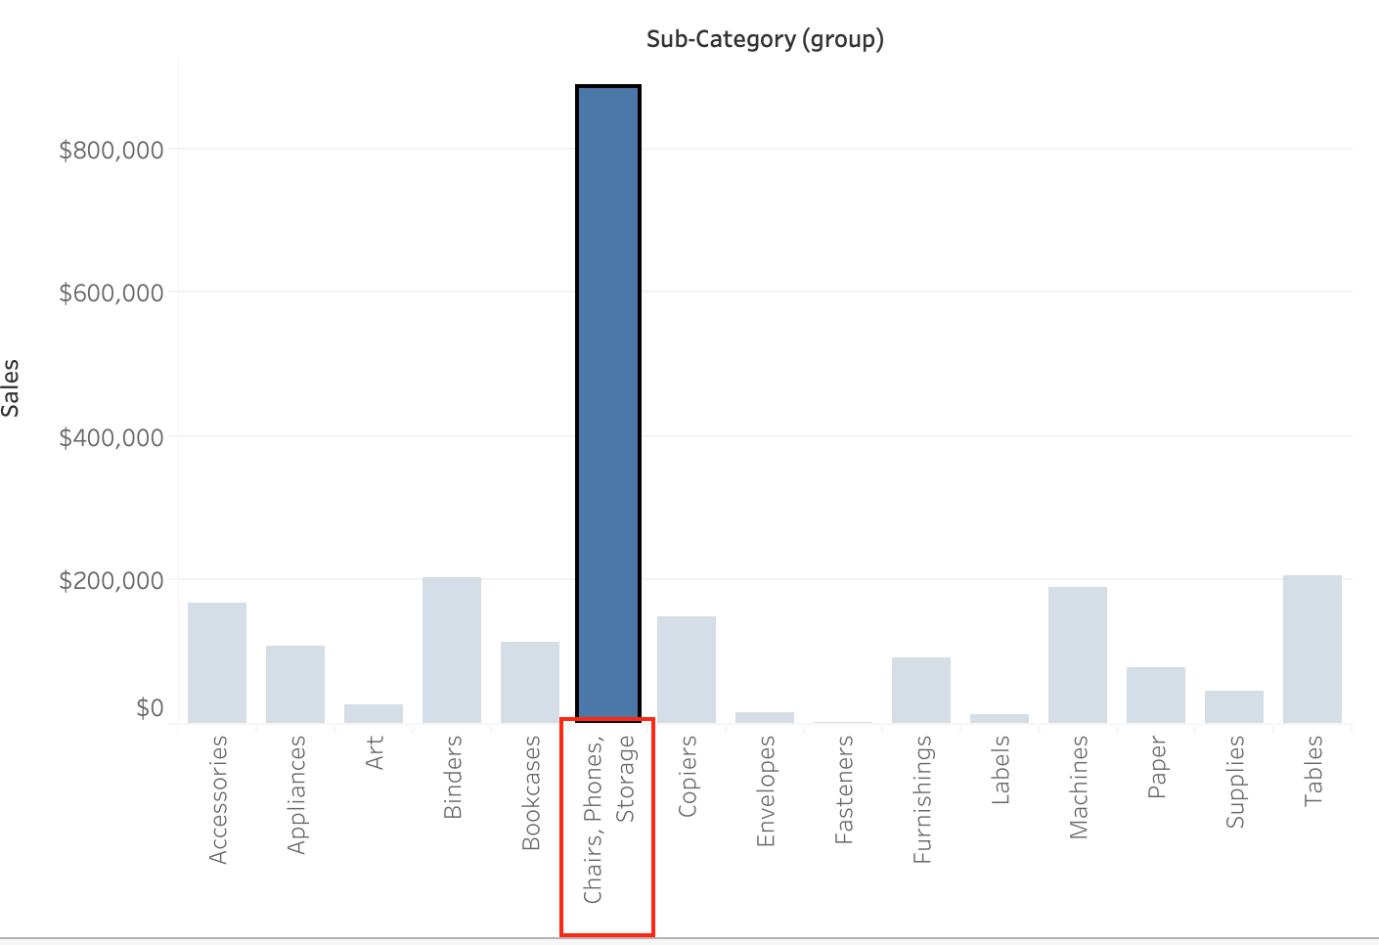 Sub-Category (group)
$800,000
$600,000
$400,000
$200,000
$0
Sales
Accessories
Appliances
Art
Binders
Bookcases
Chairs, Phones,
Storage
Copiers
Envelopes
Fasteners
Furnishings
Labels
Machines
Paper
Supplies
Tables